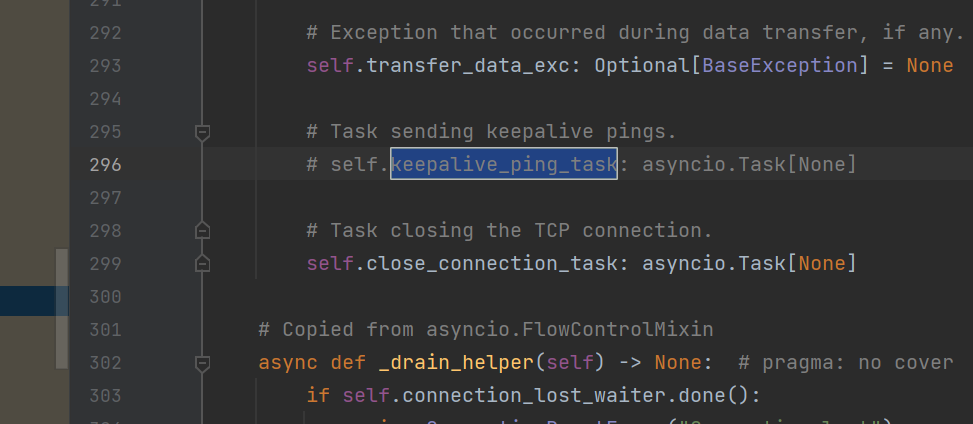 291
292 # Exception that occurred during data transfer, if any.
293 self.transfer_data_exc: Optional[BaseException] = None
294
295 # Task sending keepalive pings.
296 # self.keepalive_ping_task: asyncio.Task[None]
297
298 # Task closing the TCP connection.
299 self.close_connection_task: asyncio.Task[None]
300
301 # Copied from asyncio.FlowControlMixin
302 async def _drain_helper(self) -> None:  # pragma: no cover
303 if self.connection_lost_waiter.done():